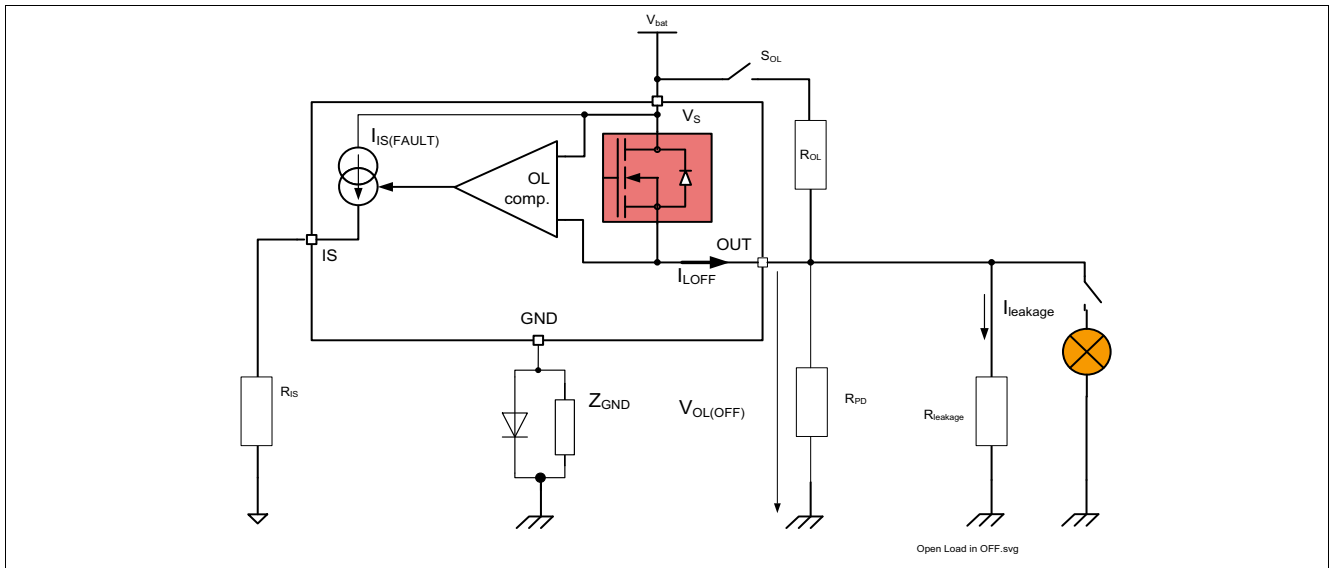 Vbat
SOL
VS
IIS(FAULT)
ROL
OL
comp.
OUT
IS
ILOFF
Ileakage
GND
RIS
ZGND
VOL(OFF)
RPD
Rleakage
Open Load in OFF.svg